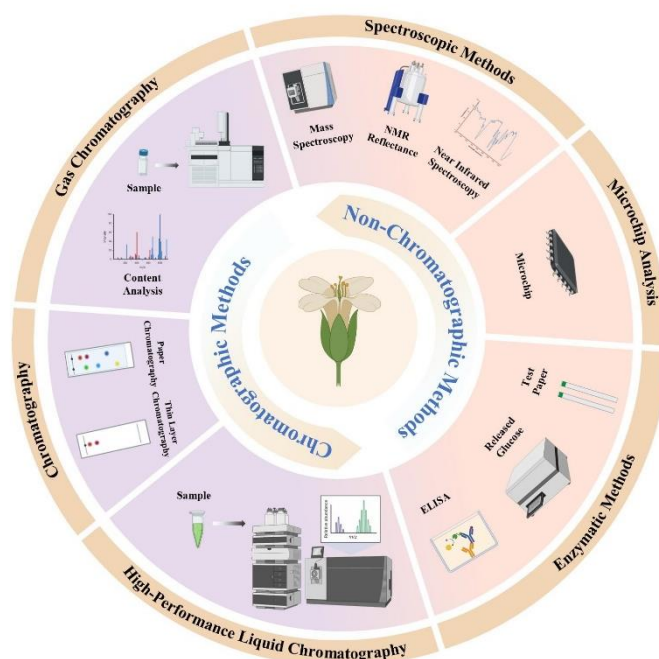 Spectroscopic Methods
Mass
Spectroscopy
NMR
Reflectance
Near Infrared
Spectroscopy
Microchip Analysis
Microchip
Enzymatic Methods
Test
Paper
Released
Glucose
ELISA
High-Performance Liquid Chromatography
Sample
Relative abundance
Chromatography
Paper
Chromatography
Thin Layer
Chromatography
Gas Chromatography
Sample
Content
Analysis
Non-Chromatographic Methods
Chromatographic Methods